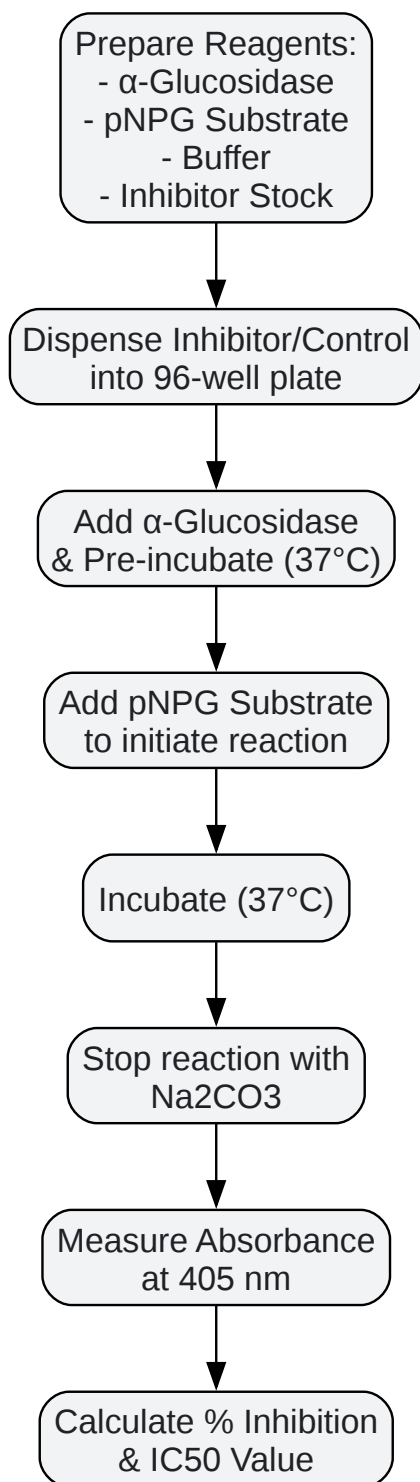 Prepare Reagents:
- α-Glucosidase
- pNPG Substrate
- Buffer
- Inhibitor Stock
Dispense Inhibitor/Control
into 96-well plate
Add α-Glucosidase
& Pre-incubate (37°C)
Add pNPG Substrate
to initiate reaction
Incubate (37°C)
Stop reaction with
Na2CO3
Measure Absorbance
at 405 nm
Calculate % Inhibition
& IC50 Value